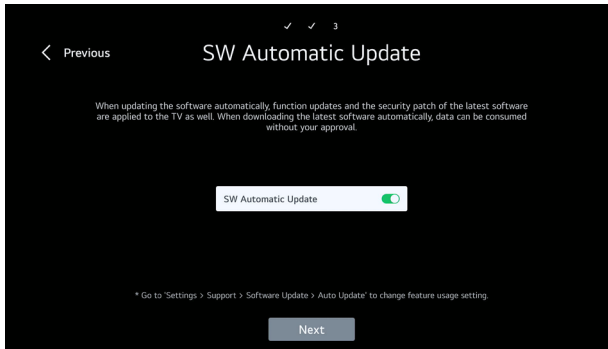 3
Previous
SW Automatic Update
When updating the software automatically, function updates and the security patch of the latest software
are applied to the TV as well. When downloading the latest software automatically, data can be consumed
without your approval.
SW Automatic Update
* Go to 'Settings > Support > Software Update > Auto Update' to change feature usage setting.
Next